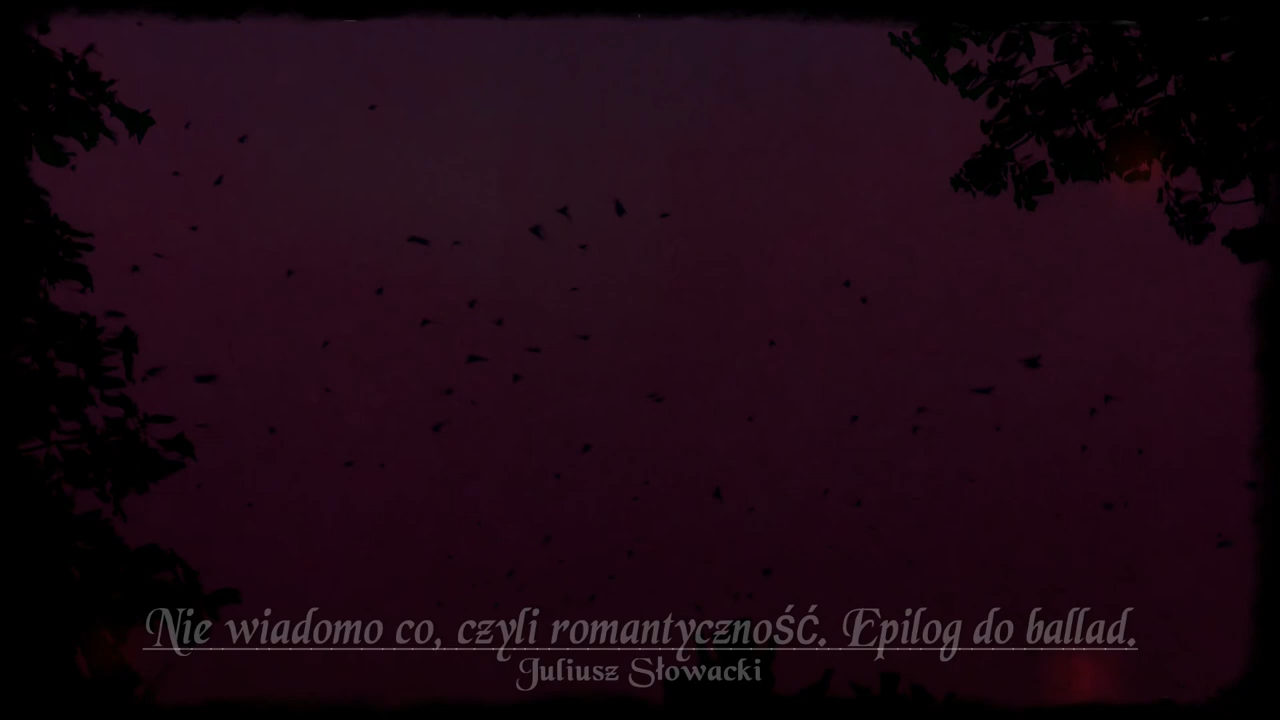 Nie wiadomo co, czyli romantyczność. Epilog do ballad.
Juliusz Słowacki